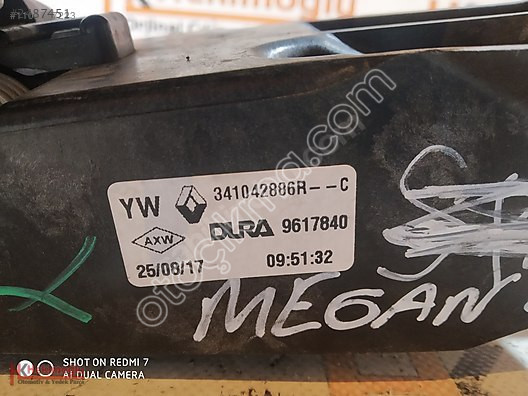 YW 341042886R--C
AXW DURA 9617840
25/08/17 09:51:32
MEGAN
otoçıkma.com
SHOT ON REDMI 7
AI DUAL CAMERA